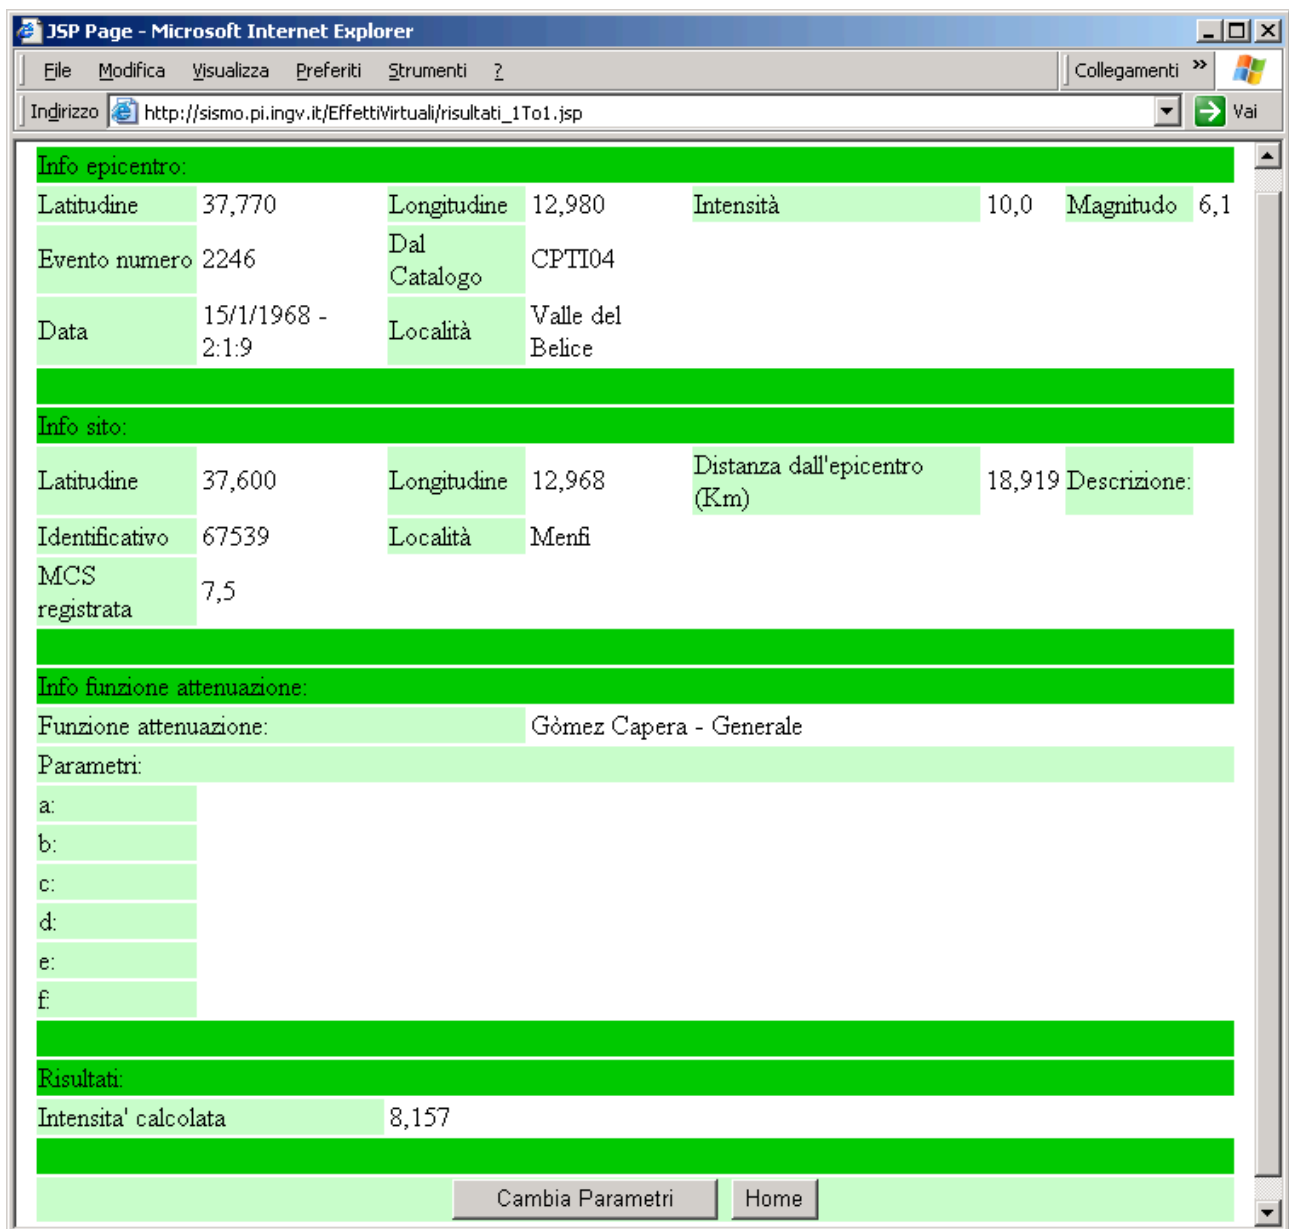 JSP Page - Microsoft Internet Explorer
File Modifica Visualizza Preferiti Strumenti ? Collegamenti »
Indirizzo http://sismo.pi.ingv.it/EffettiVirtuali/risultati_1To1.jsp Vai
Info epicentro:
Latitudine 37,770 Longitudine 12,980 Intensità 10,0 Magnitudo 6,1
Evento numero 2246 Dal
Catalogo CPTI04
Data 15/1/1968 -
2:1:9 Località Valle del
Belice
Info sito:
Latitudine 37,600 Longitudine 12,968 Distanza dall'epicentro
(Km) 18,919 Descrizione:
Identificativo 67539 Località Menfi
MCS
registrata 7,5
Info funzione attenuazione:
Funzione attenuazione: Gòmez Capera - Generale
Parametri:
a:
b:
c:
d:
e:
f:
Risultati:
Intensita' calcolata 8,157
Cambia Parametri Home